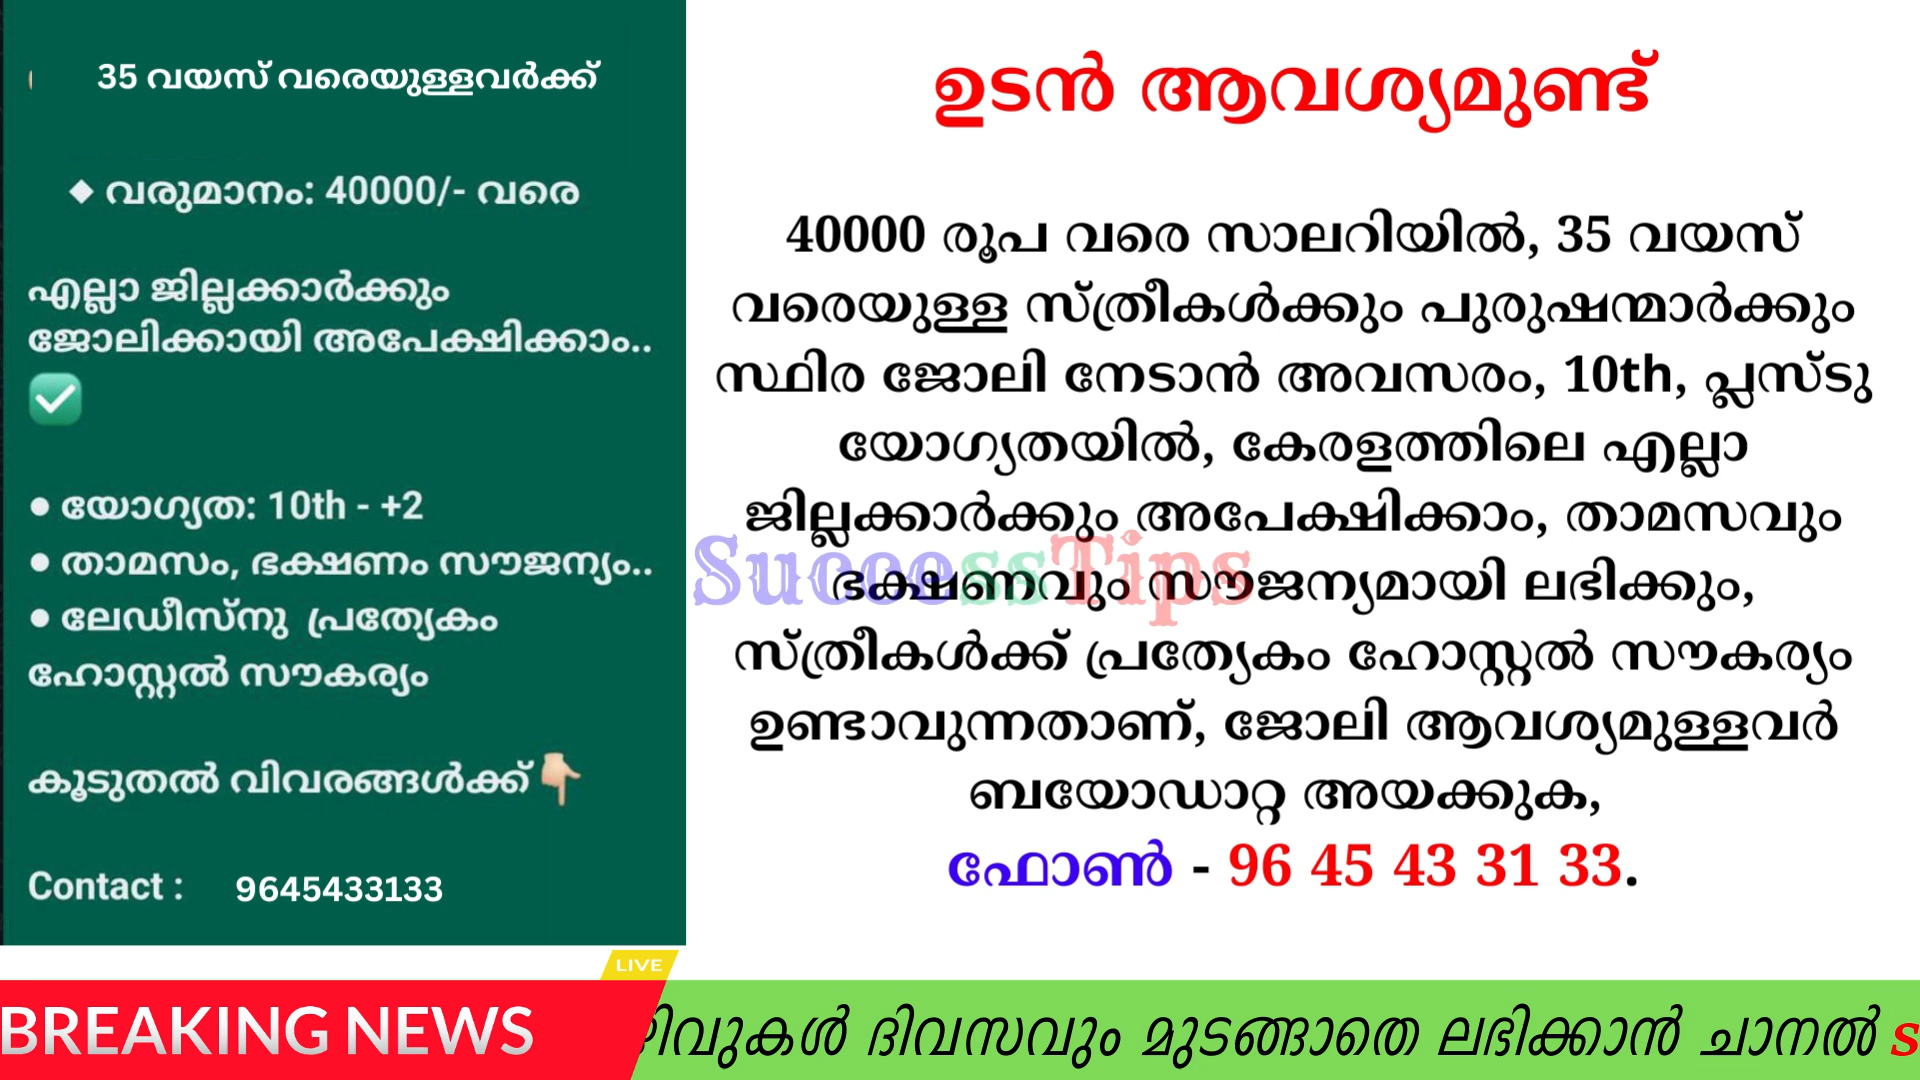 35 വയസ് വരെയുള്ളവർക്ക്
◆ വരുമാനം: 40000/- വരെ
എല്ലാ ജില്ലക്കാർക്കും
ജോലിക്കായി അപേക്ഷിക്കാം..
✅
● യോഗ്യത: 10th - +2
● താമസം, ഭക്ഷണം സൗജന്യം..
● ലേഡീസ്നു പ്രത്യേകം
ഹോസ്റ്റൽ സൗകര്യം
കൂടുതൽ വിവരങ്ങൾക്ക് 👇🏻
Contact : 9645433133
ഉടൻ ആവശ്യമുണ്ട്
40000 രൂപ വരെ സാലറിയിൽ, 35 വയസ്
വരെയുള്ള സ്ത്രീകൾക്കും പുരുഷന്മാർക്കും
സ്ഥിര ജോലി നേടാൻ അവസരം, 10th, പ്ലസ്ടു
യോഗ്യതയിൽ, കേരളത്തിലെ എല്ലാ
ജില്ലക്കാർക്കും അപേക്ഷിക്കാം, താമസവും
ഭക്ഷണവും സൗജന്യമായി ലഭിക്കും,
സ്ത്രീകൾക്ക് പ്രത്യേകം ഹോസ്റ്റൽ സൗകര്യം
ഉണ്ടാവുന്നതാണ്, ജോലി ആവശ്യമുള്ളവർ
ബയോഡാറ്റ അയക്കുക,
ഫോൺ - 96 45 43 31 33.
SuccessTips
LIVE
BREAKING NEWS
ദിവസവും മുടങ്ങാതെ ലഭിക്കാൻ ചാനൽ